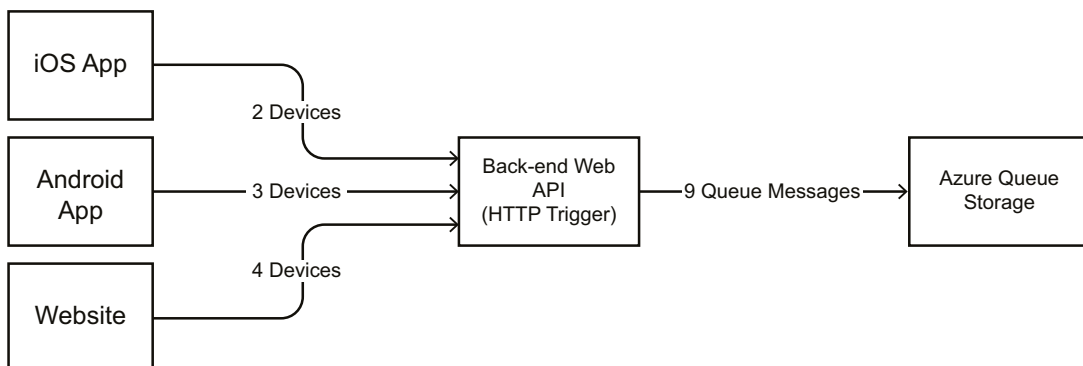 iOS App
2 Devices
Android
App
3 Devices
Website
4 Devices
Back-end Web
API
(HTTP Trigger)
9 Queue Messages
Azure Queue
Storage